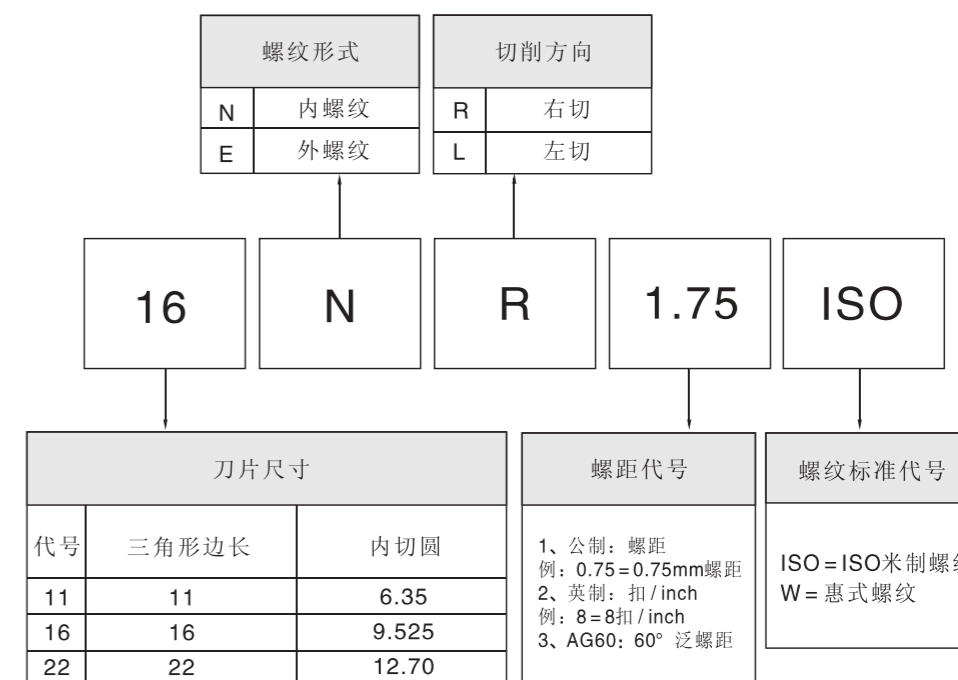 螺纹形式
N 内螺纹
E 外螺纹
切削方向
R 右切
L 左切
16 N R 1.75 ISO
刀片尺寸
代号 三角形边长 内切圆
11 11 6.35
16 16 9.525
22 22 12.70
螺距代号
1、公制：螺距
例：0.75=0.75mm螺距
2、英制：扣/inch
例：8=8扣/inch
3、AG60：60° 泛螺距
螺纹标准代号
ISO=ISO米制螺
W=惠式螺纹